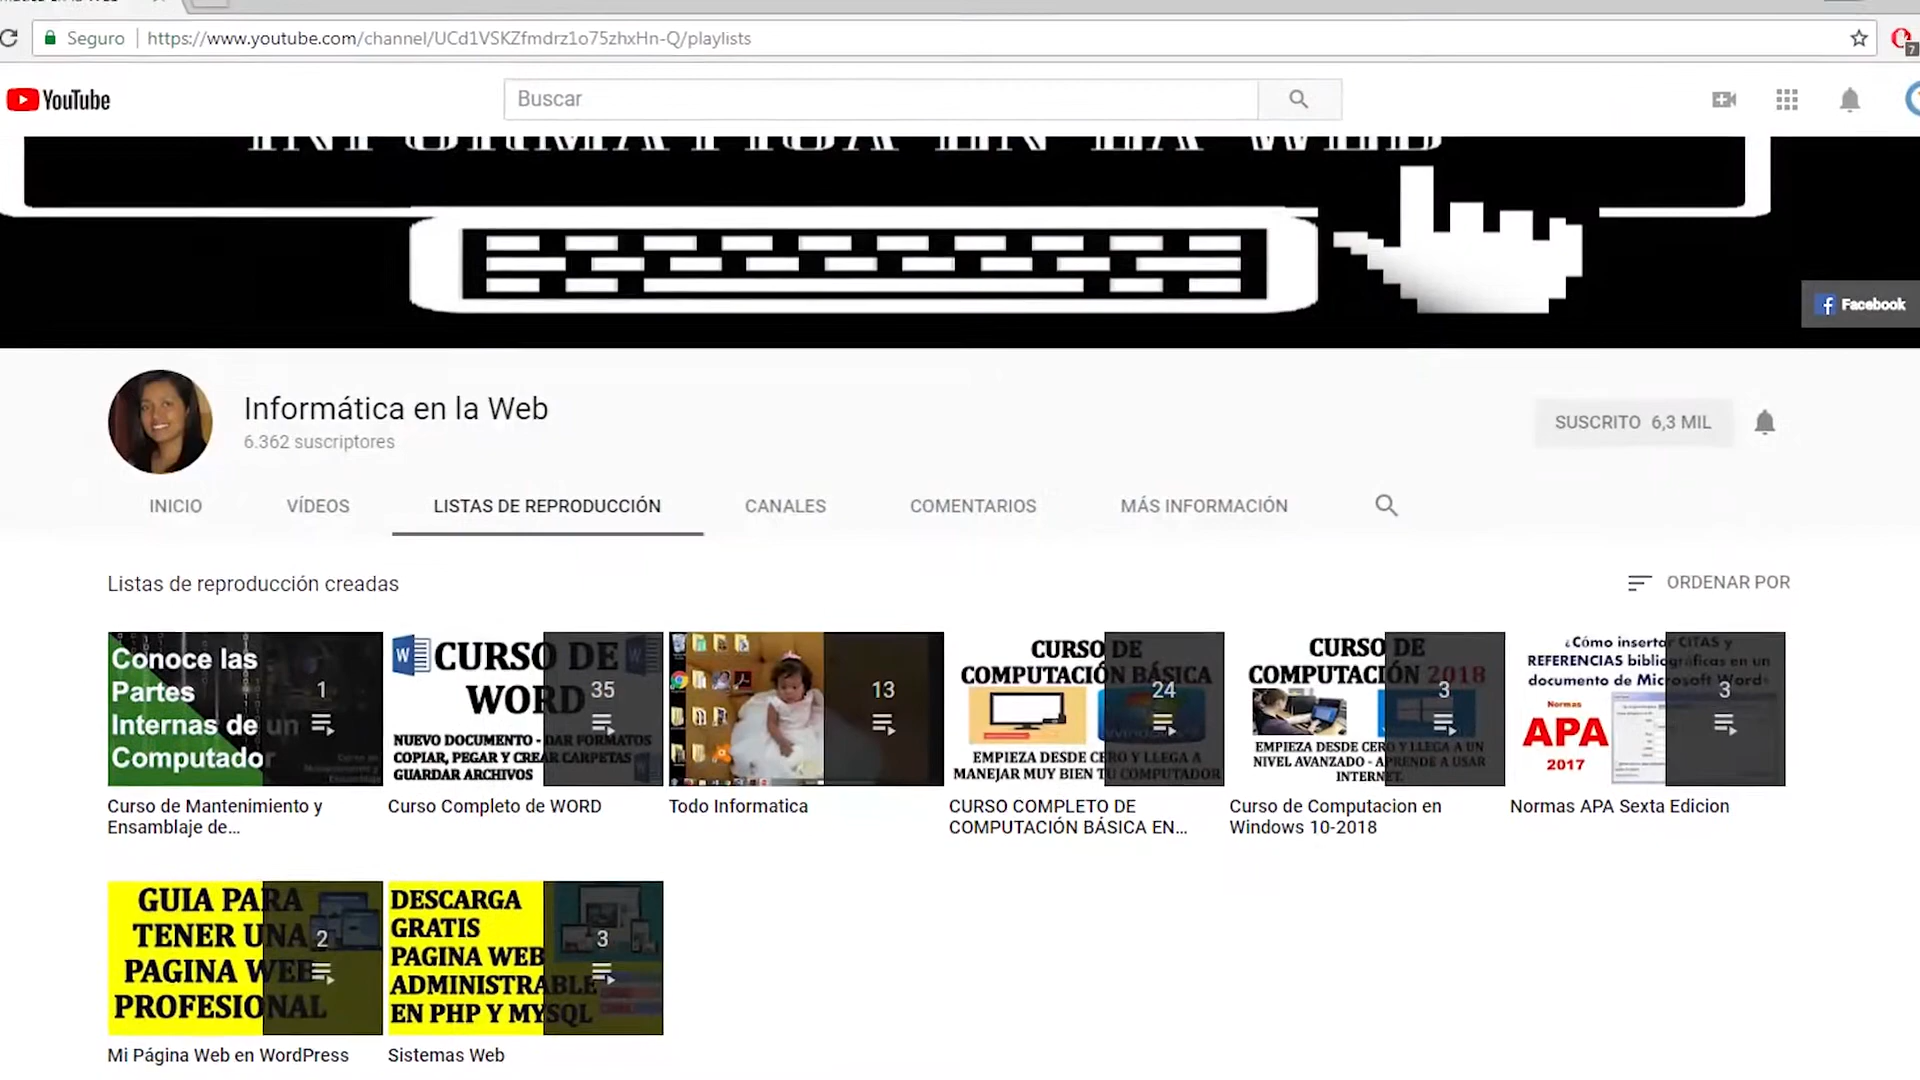 Seguro
https://www.youtube.com/channel/UCd1VSKZfmdrz1o75zhxHn-Q/playlists
7
YouTube
Buscar
INFORMATICA EN LA WEB
Facebook
Informática en la Web
6.362 suscriptores
SUSCRITO 6,3 MIL
INICIO
VÍDEOS
LISTAS DE REPRODUCCIÓN
CANALES
COMENTARIOS
MÁS INFORMACIÓN
Listas de reproducción creadas
ORDENAR POR
Conoce las
Partes
Internas de un
Computador
1
Curso de Mantenimiento y
Ensamblaje de…
CURSO DE
WORD
NUEVO DOCUMENTO - DAR FORMATOS
COPIAR, PEGAR Y CREAR CARPETAS
GUARDAR ARCHIVOS
35
Curso Completo de WORD
13
Todo Informatica
CURSO DE
COMPUTACIÓN BÁSICA
EMPIEZA DESDE CERO Y LLEGA A
MANEJAR MUY BIEN TU COMPUTADOR
24
CURSO COMPLETO DE
COMPUTACIÓN BÁSICA EN…
CURSO DE
COMPUTACIÓN 2018
EMPIEZA DESDE CERO Y LLEGA A UN
NIVEL AVANZADO - APRENDE A USAR
INTERNET.
3
Curso de Computacion en
Windows 10-2018
¿Cómo insertar CITAS y
REFERENCIAS bibliográficas en un
documento de Microsoft Word?
Normas
APA
2017
3
Normas APA Sexta Edicion
GUIA PARA
TENER UNA
PAGINA WEB
PROFESIONAL
2
Mi Página Web en WordPress
DESCARGA
GRATIS
PAGINA WEB
ADMINISTRABLE
EN PHP Y MYSQL
3
Sistemas Web